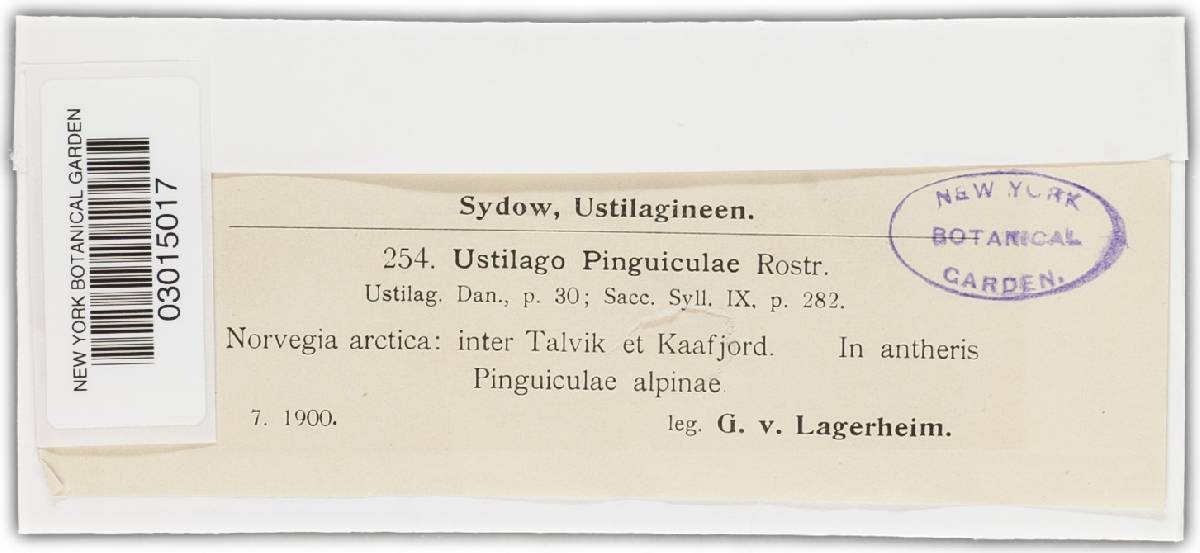 NEW YORK BOTANICAL GARDEN
03015017
Sydow, Ustilagineen.
254. Ustilago Pinguiculae Rostr.
Ustilag. Dan., p. 30; Sacc. Syll. IX, p. 282.
Norvegia arctica: inter Talvik et Kaafjord. In antheris
Pinguiculae alpinae
7. 1900. leg. G. v. Lagerheim.
NEW YORK
BOTANICAL
GARDEN.